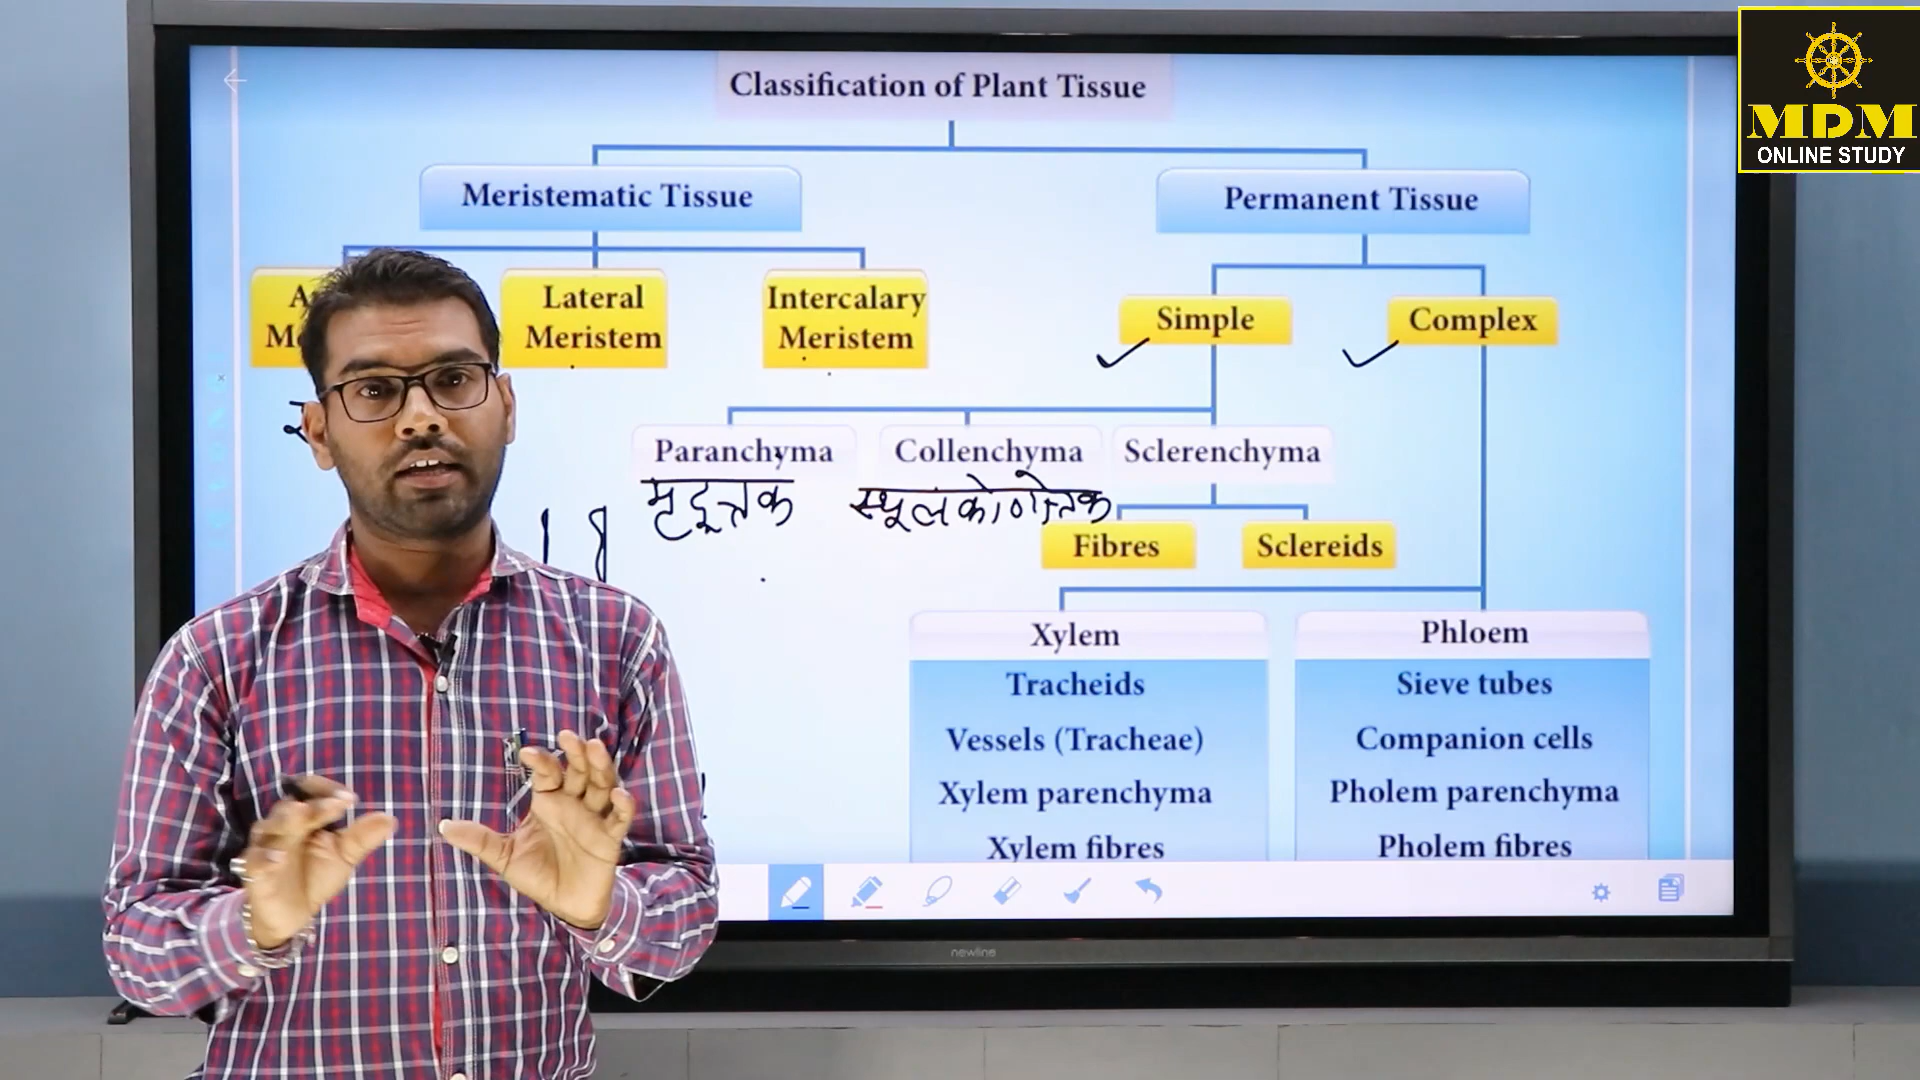 MDM
ONLINE STUDY
Classification of Plant Tissue
Meristematic Tissue
Permanent Tissue
Lateral
Meristem
Intercalary
Meristem
Simple
Complex
Paranchyma
Collenchyma
Sclerenchyma
मृदूतक
स्थूलकोणोत्तक
Fibres
Sclereids
Xylem
Tracheids
Vessels (Tracheae)
Xylem parenchyma
Xylem fibres
Phloem
Sieve tubes
Companion cells
Pholem parenchyma
Pholem fibres
newline